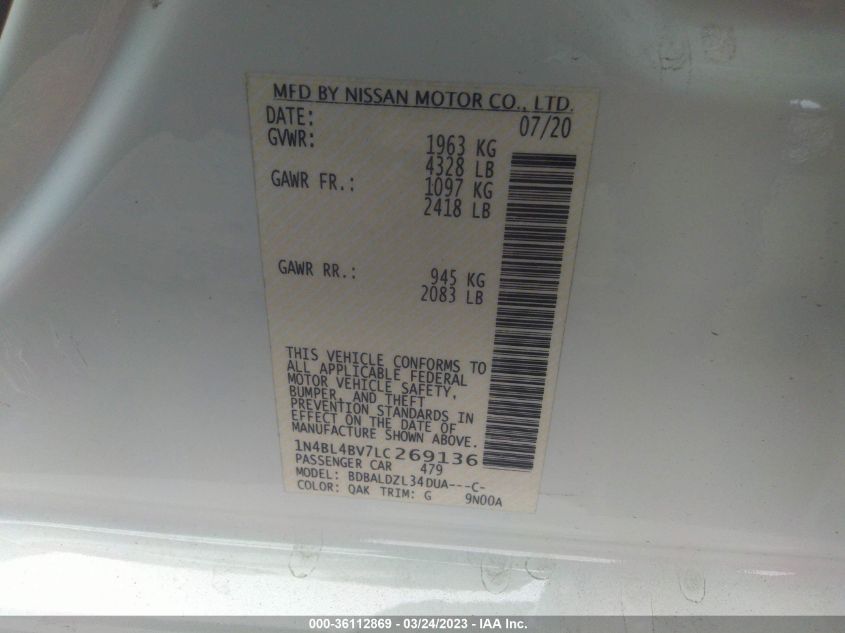 MFD BY NISSAN MOTOR CO., LTD.
DATE: 07/20
GVWR: 1963 KG
4328 LB
GAWR FR.: 1097 KG
2418 LB
GAWR RR.: 945 KG
2083 LB
THIS VEHICLE CONFORMS TO
ALL APPLICABLE FEDERAL
MOTOR VEHICLE SAFETY,
BUMPER, AND THEFT
PREVENTION STANDARDS IN
EFFECT ON THE DATE OF
MANUFACTURE SHOWN ABOVE.
1N4BL4BV7LC269136
PASSENGER CAR 479
MODEL: BDBALDZL34DUA---C-
COLOR: QAK TRIM: G 9N00A
000-36112869 — 03/24/2023 — IAA Inc.